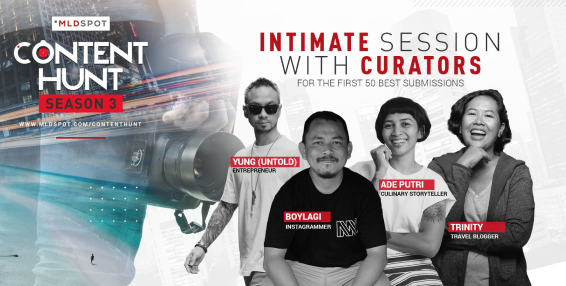 *MLDSPOT
CONTENT
HUNT
SEASON 3
WWW.MLDSPOT.COM/CONTENTHUNT
INTIMATE SESSION
WITH CURATORS
FOR THE FIRST 50 BEST SUBMISSIONS
YUNG (UNTOLD)
ENTREPRENEUR
BOYLAGI
INSTAGRAMMER
ADE PUTRI
CULINARY STORYTELLER
TRINITY
TRAVEL BLOGGER